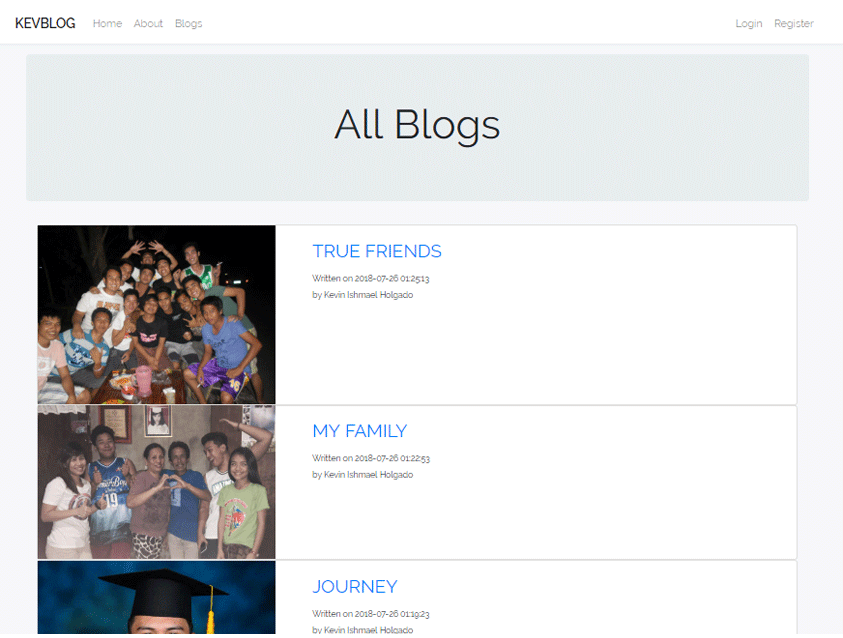 KEVBLOG Home About Blogs Login Register
All Blogs
TRUE FRIENDS
Written on 2018-07-26 01:25:13
by Kevin Ishmael Holgado
MY FAMILY
Written on 2018-07-26 01:22:53
by Kevin Ishmael Holgado
19
JOURNEY
Written on 2018-07-26 01:19:23
by Kevin Ishmael Holgado